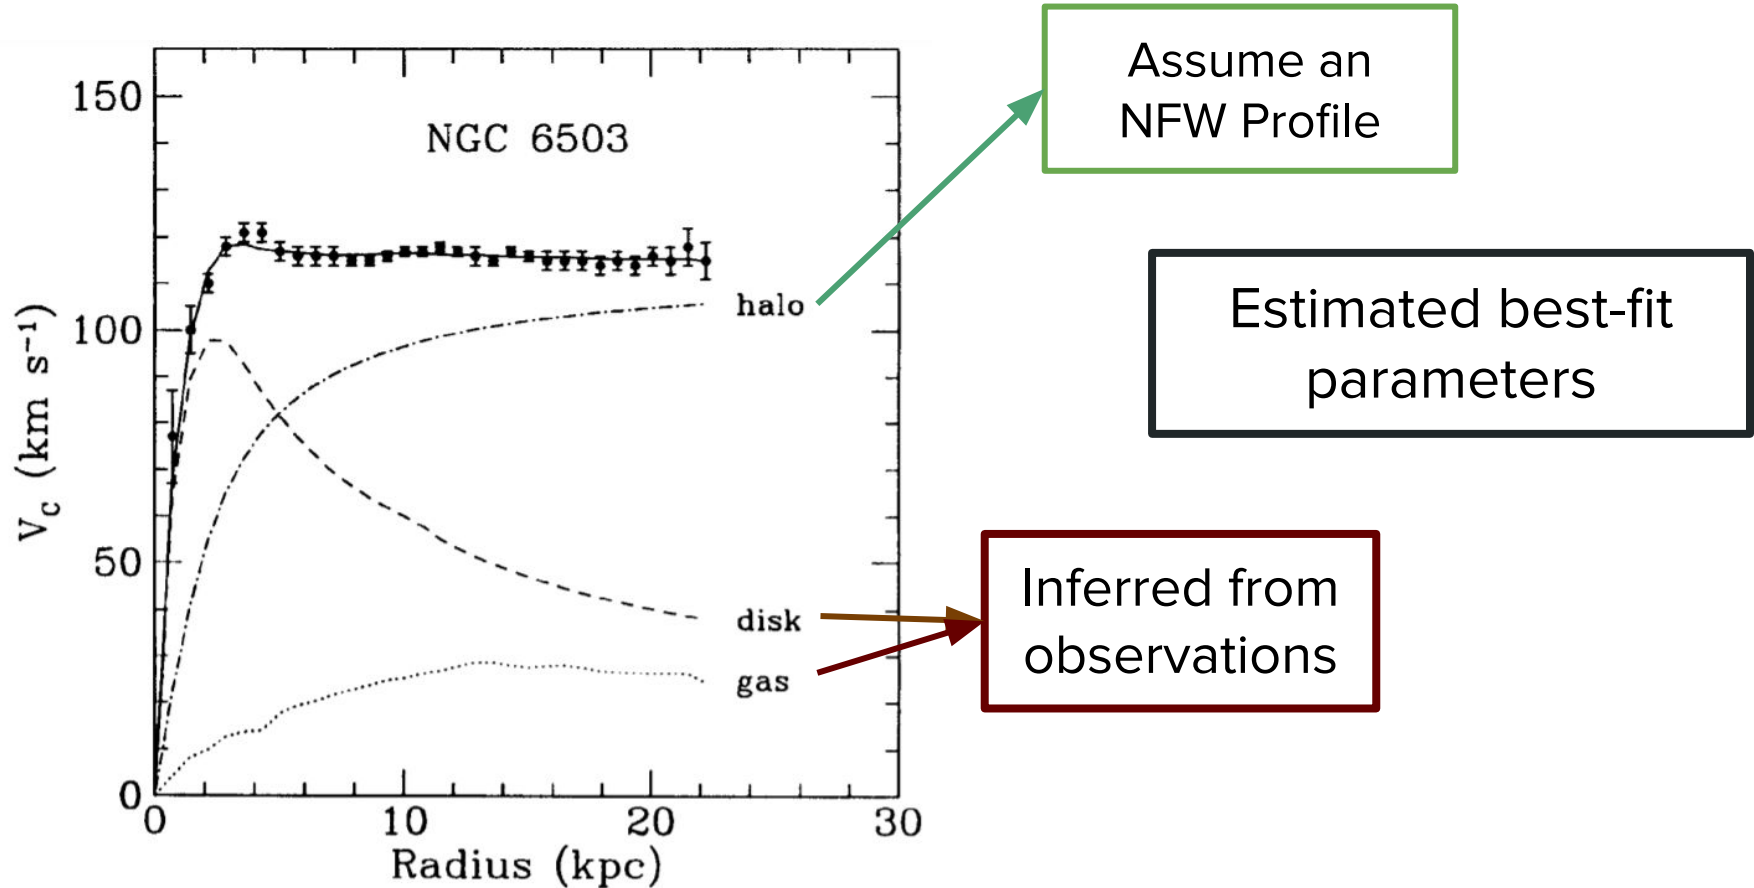 150
100
50
0
0
10
20
30
V_c (km s⁻¹)
Radius (kpc)
NGC 6503
halo
disk
gas
Assume an
NFW Profile
Estimated best-fit
parameters
Inferred from
observations